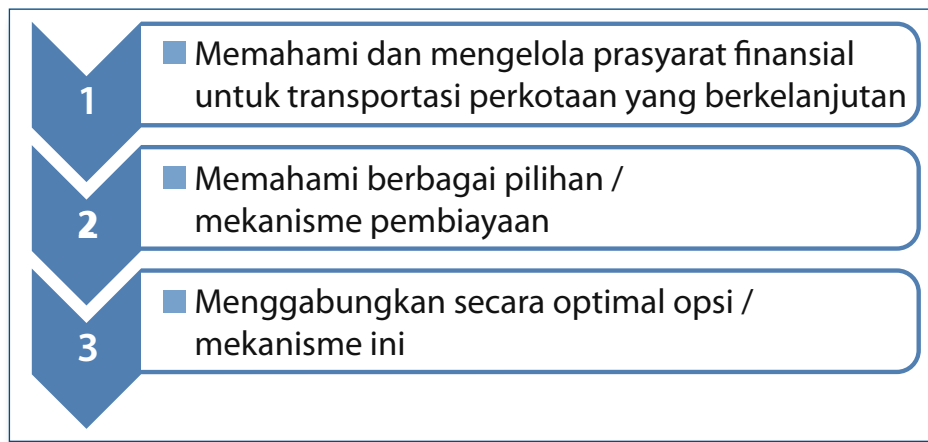 1
Memahami dan mengelola prasyarat finansial
untuk transportasi perkotaan yang berkelanjutan
2
Memahami berbagai pilihan /
mekanisme pembiayaan
3
Menggabungkan secara optimal opsi /
mekanisme ini